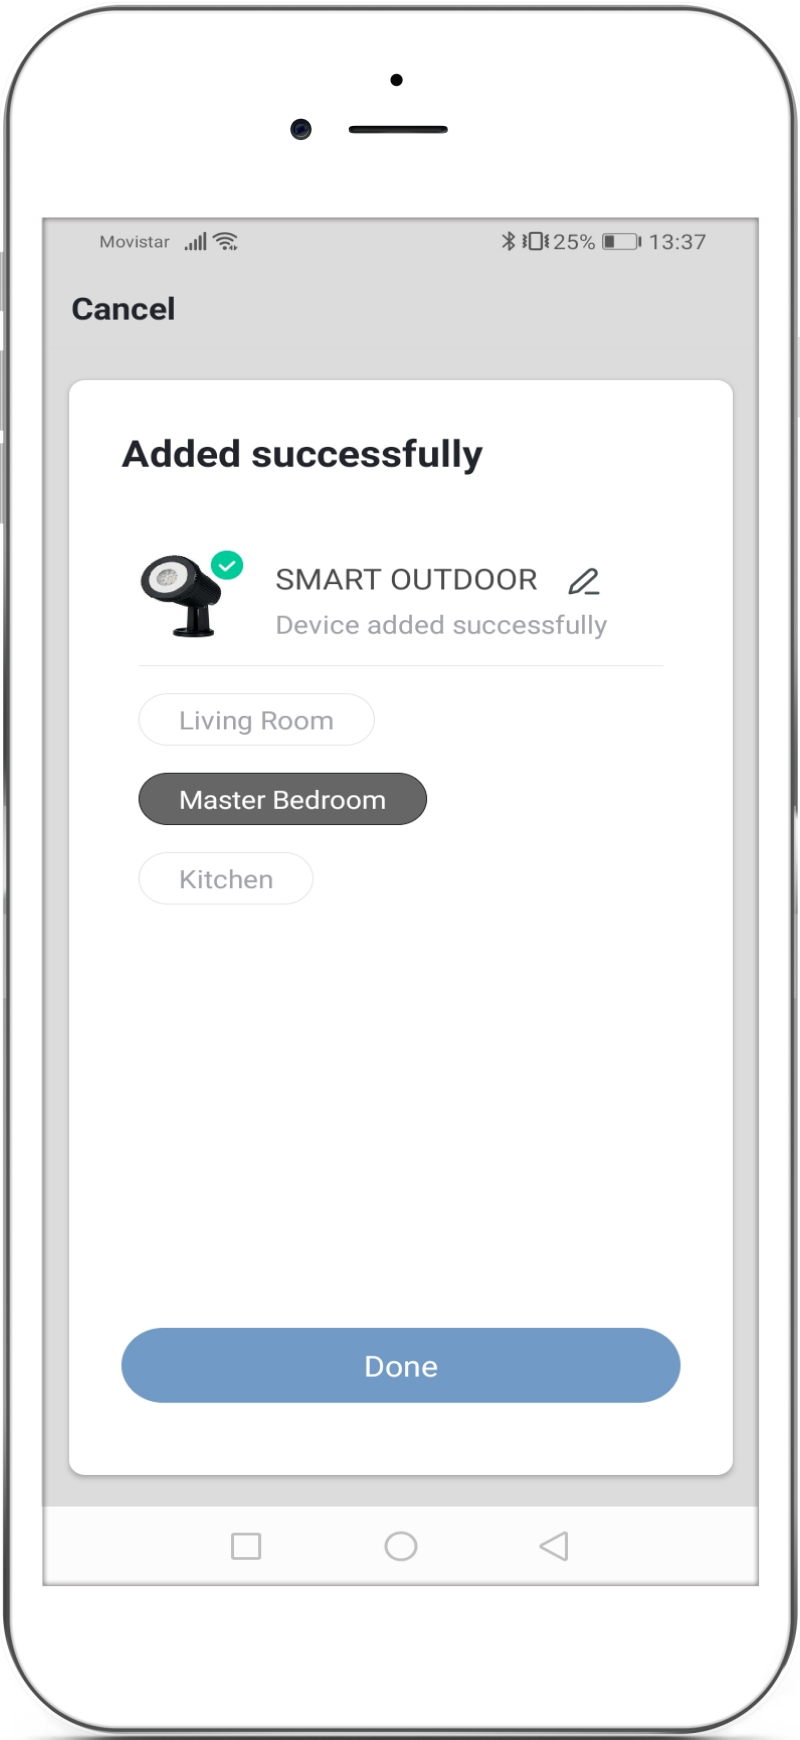 Movistar 25% 13:37
Cancel
Added successfully
SMART OUTDOOR
Device added successfully
Living Room
Master Bedroom
Kitchen
Done